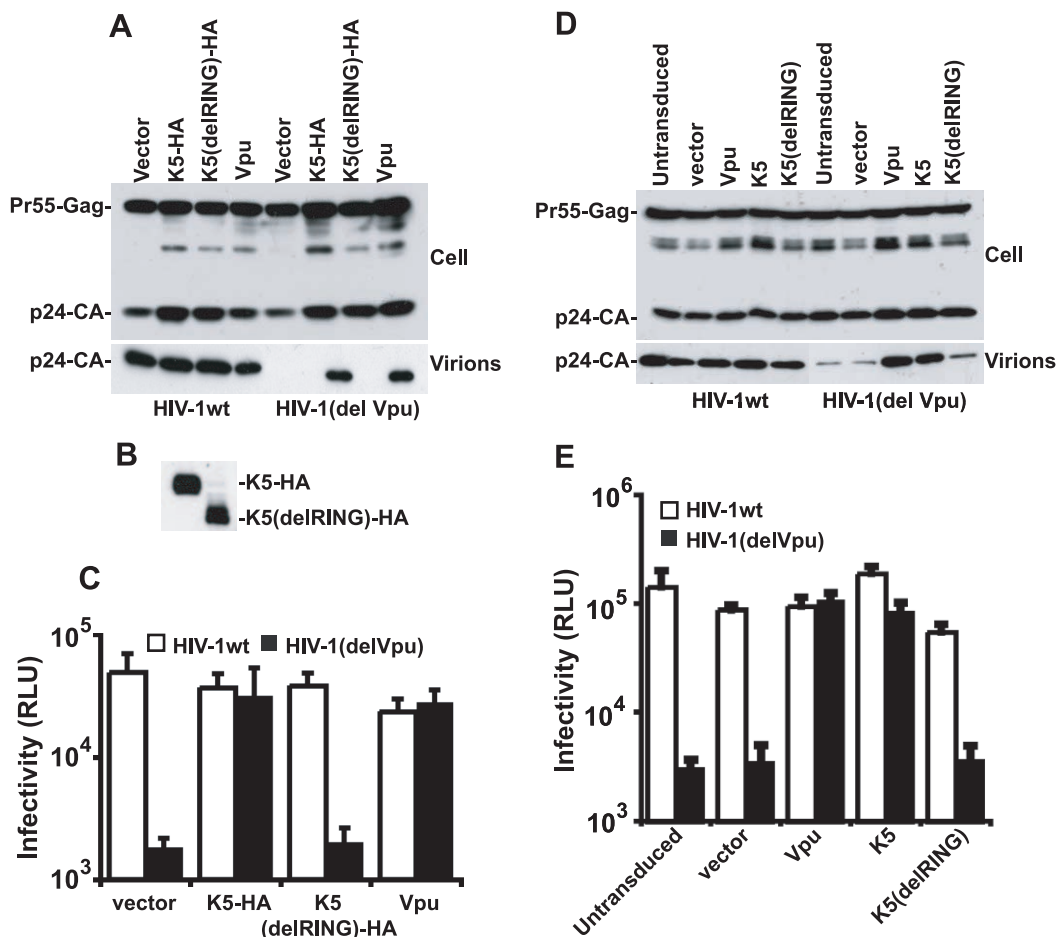 A
Vector
K5-HA
K5(delRING)-HA
Vpu
Vector
K5-HA
K5(delRING)-HA
Vpu
Pr55-Gag-
Cell
p24-CA-
p24-CA-
Virions
HIV-1wt HIV-1(del Vpu)
D
Untransduced
vector
Vpu
K5
K5(delRING)
Untransduced
vector
Vpu
K5
K5(delRING)
Pr55-Gag-
Cell
p24-CA-
p24-CA-
Virions
HIV-1wt HIV-1(del Vpu)
B
-K5-HA
-K5(delRING)-HA
C
Infectivity (RLU)
10^5
10^4
10^3
HIV-1wt HIV-1(delVpu)
vector K5-HA K5 Vpu
(delRING)-HA
E
Infectivity (RLU)
10^6
10^5
10^4
10^3
HIV-1wt
HIV-1(delVpu)
Untransduced
vector
Vpu
K5
K5(delRING)